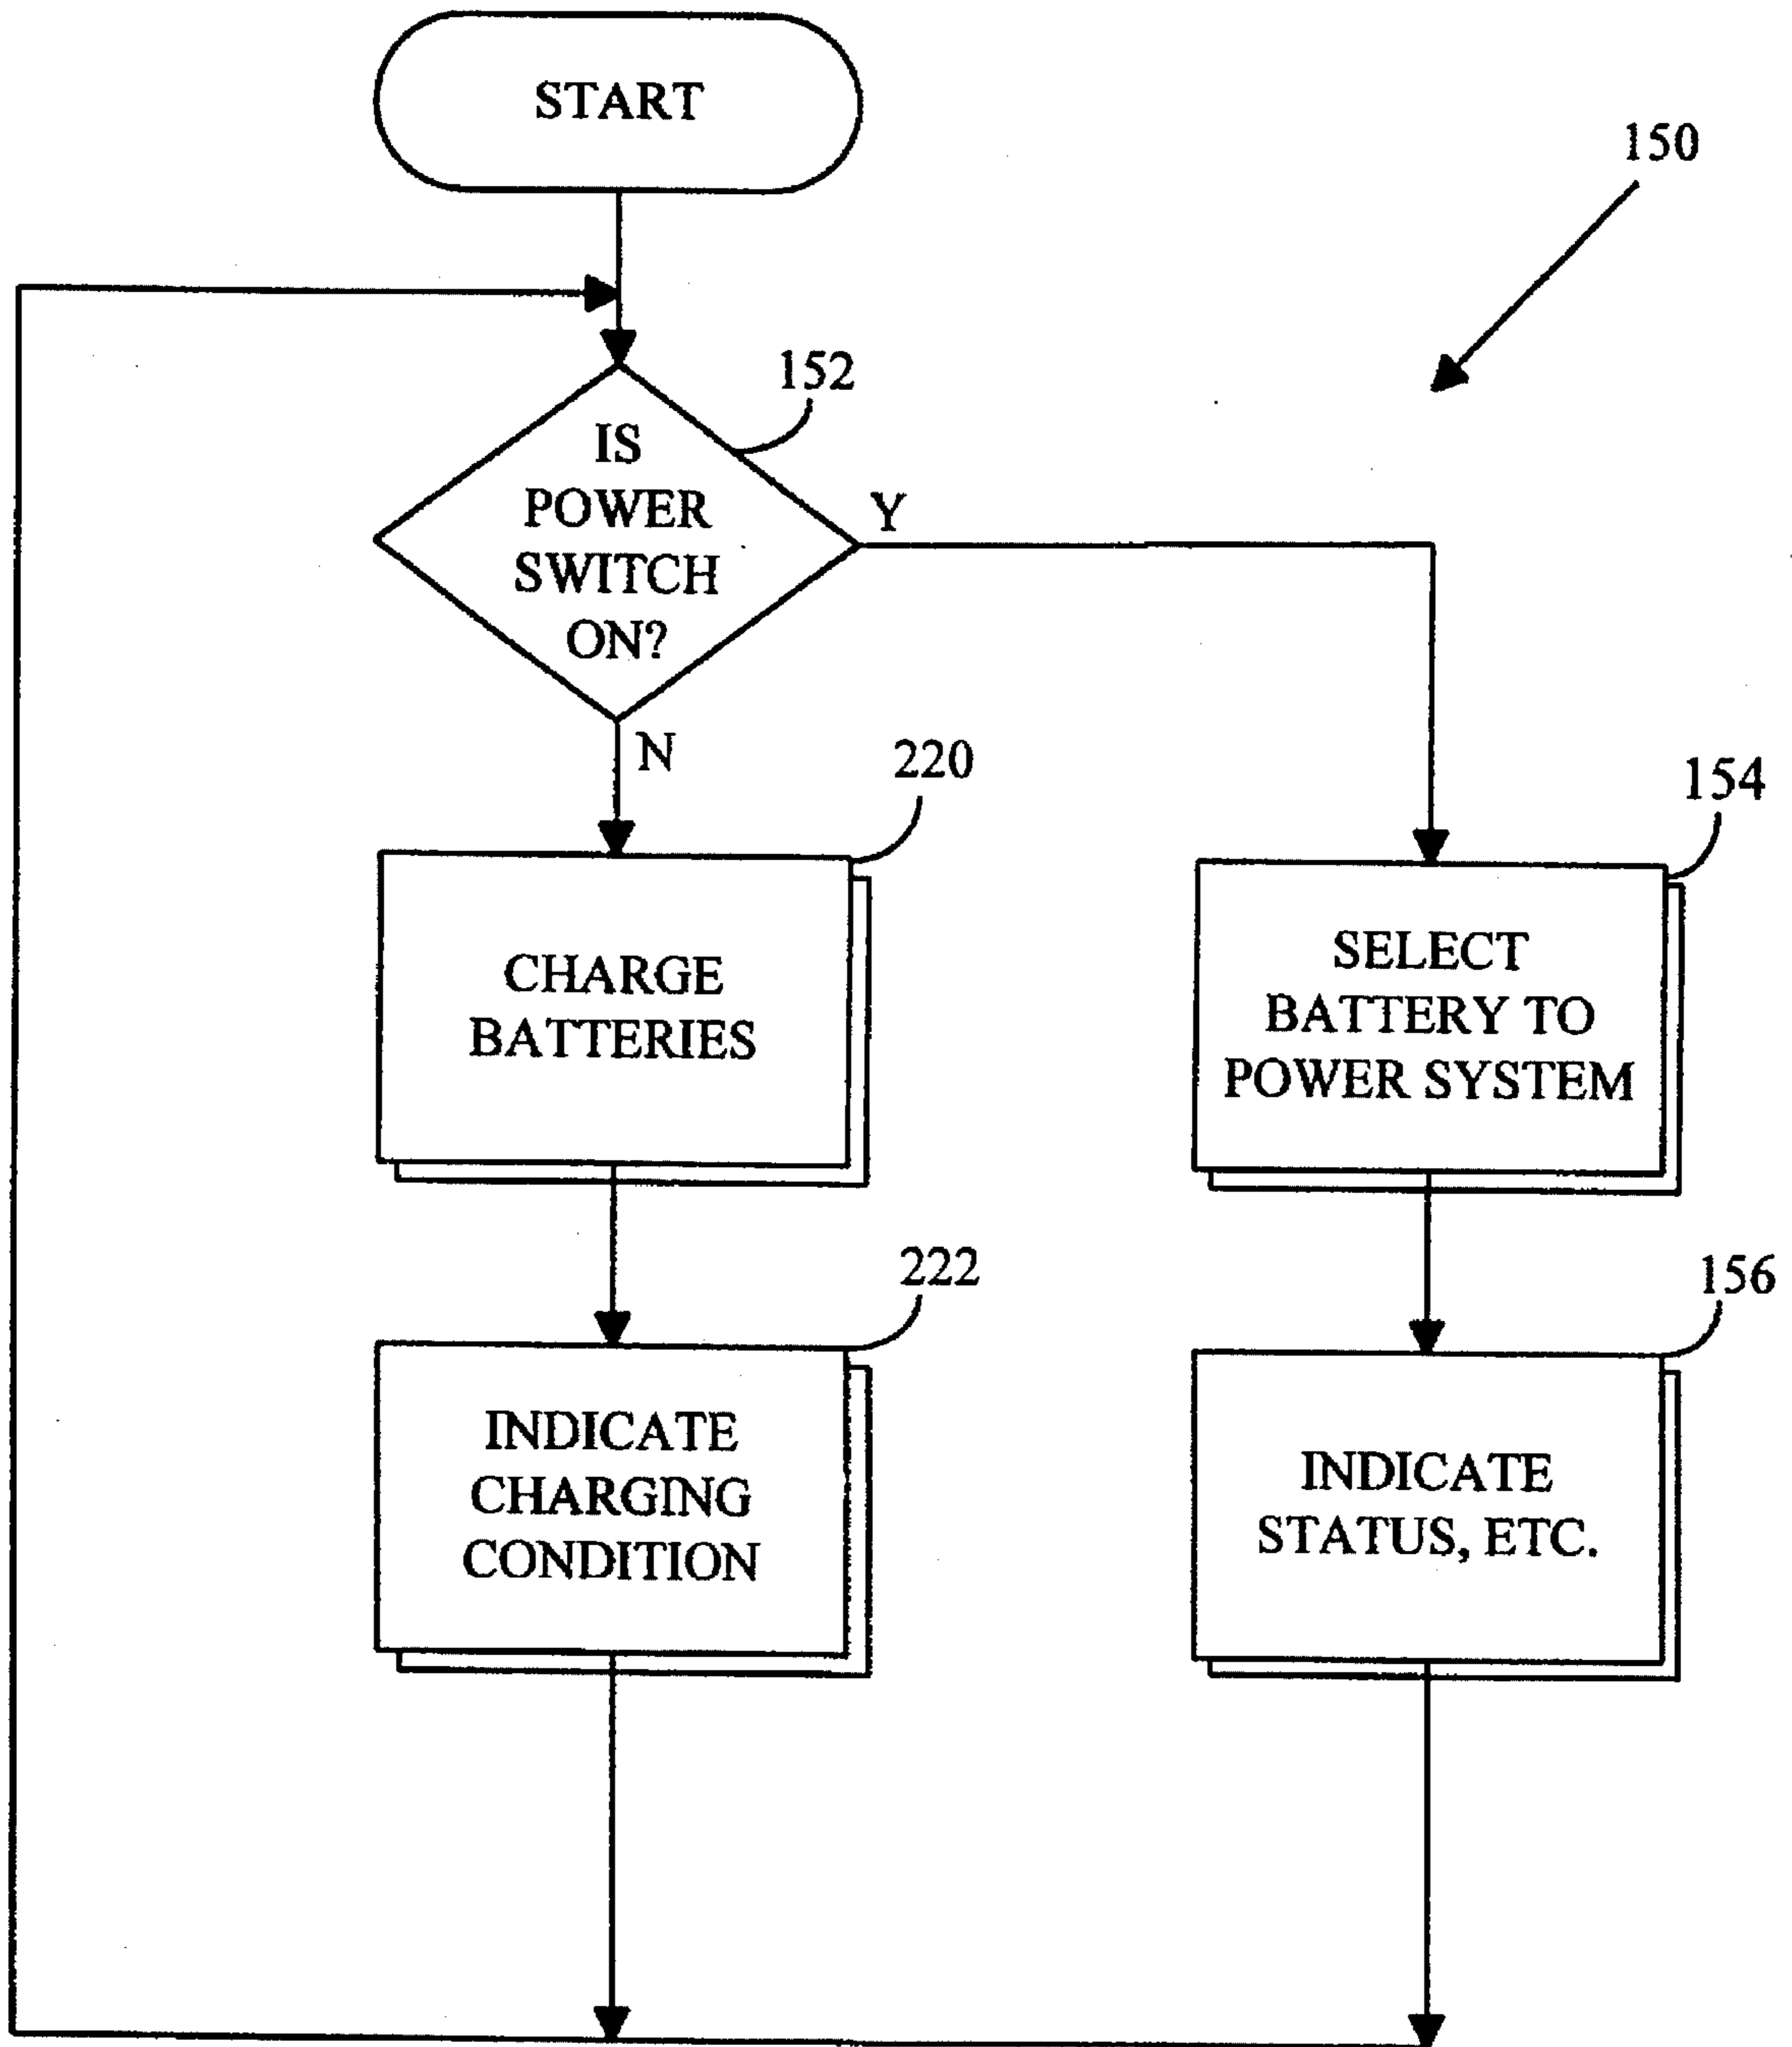 START
150
152
IS
POWER
SWITCH
ON?
Y
N
220
154
CHARGE
BATTERIES
SELECT
BATTERY TO
POWER SYSTEM
222
156
INDICATE
CHARGING
CONDITION
INDICATE
STATUS, ETC.